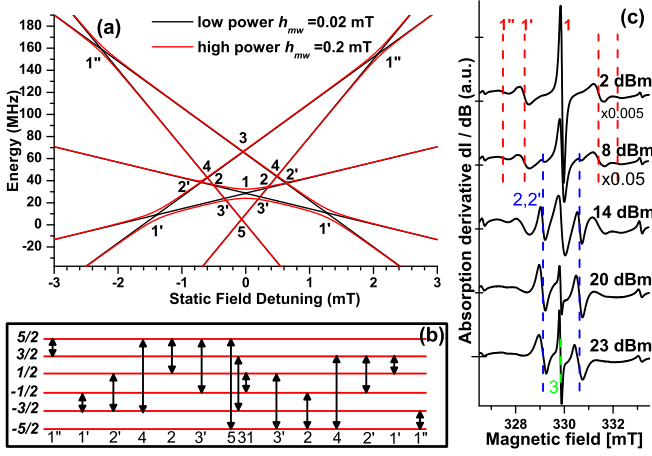 (a)
low power h_mw =0.02 mT
high power h_mw =0.2 mT
Energy (MHz)
180
160
140
120
100
80
60
40
20
0
-20
1''
1''
3
4
4
2'
2
1
2
2'
3'
3'
1'
1'
5
-3
-2
-1
0
1
2
3
Static Field Detuning (mT)
(b)
5/2
3/2
1/2
-1/2
-3/2
-5/2
1'' 1' 2' 4 2 3' 5 31 3' 2 4 2' 1' 1''
(c)
Absorption derivative dI / dB (a.u.)
1'' 1' 1
2 dBm
x0.005
8 dBm
x0.05
2,2'
14 dBm
20 dBm
23 dBm
3
328 330 332
Magnetic field [mT]